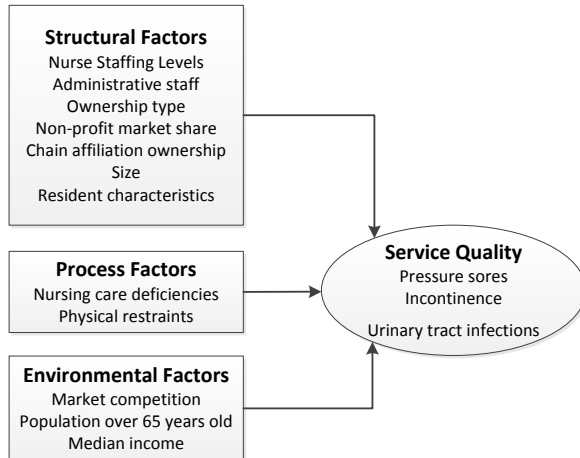 Structural Factors
Nurse Staffing Levels
Administrative staff
Ownership type
Non-profit market share
Chain affiliation ownership
Size
Resident characteristics
Process Factors
Nursing care deficiencies
Physical restraints
Environmental Factors
Market competition
Population over 65 years old
Median income
Service Quality
Pressure sores
Incontinence
Urinary tract infections